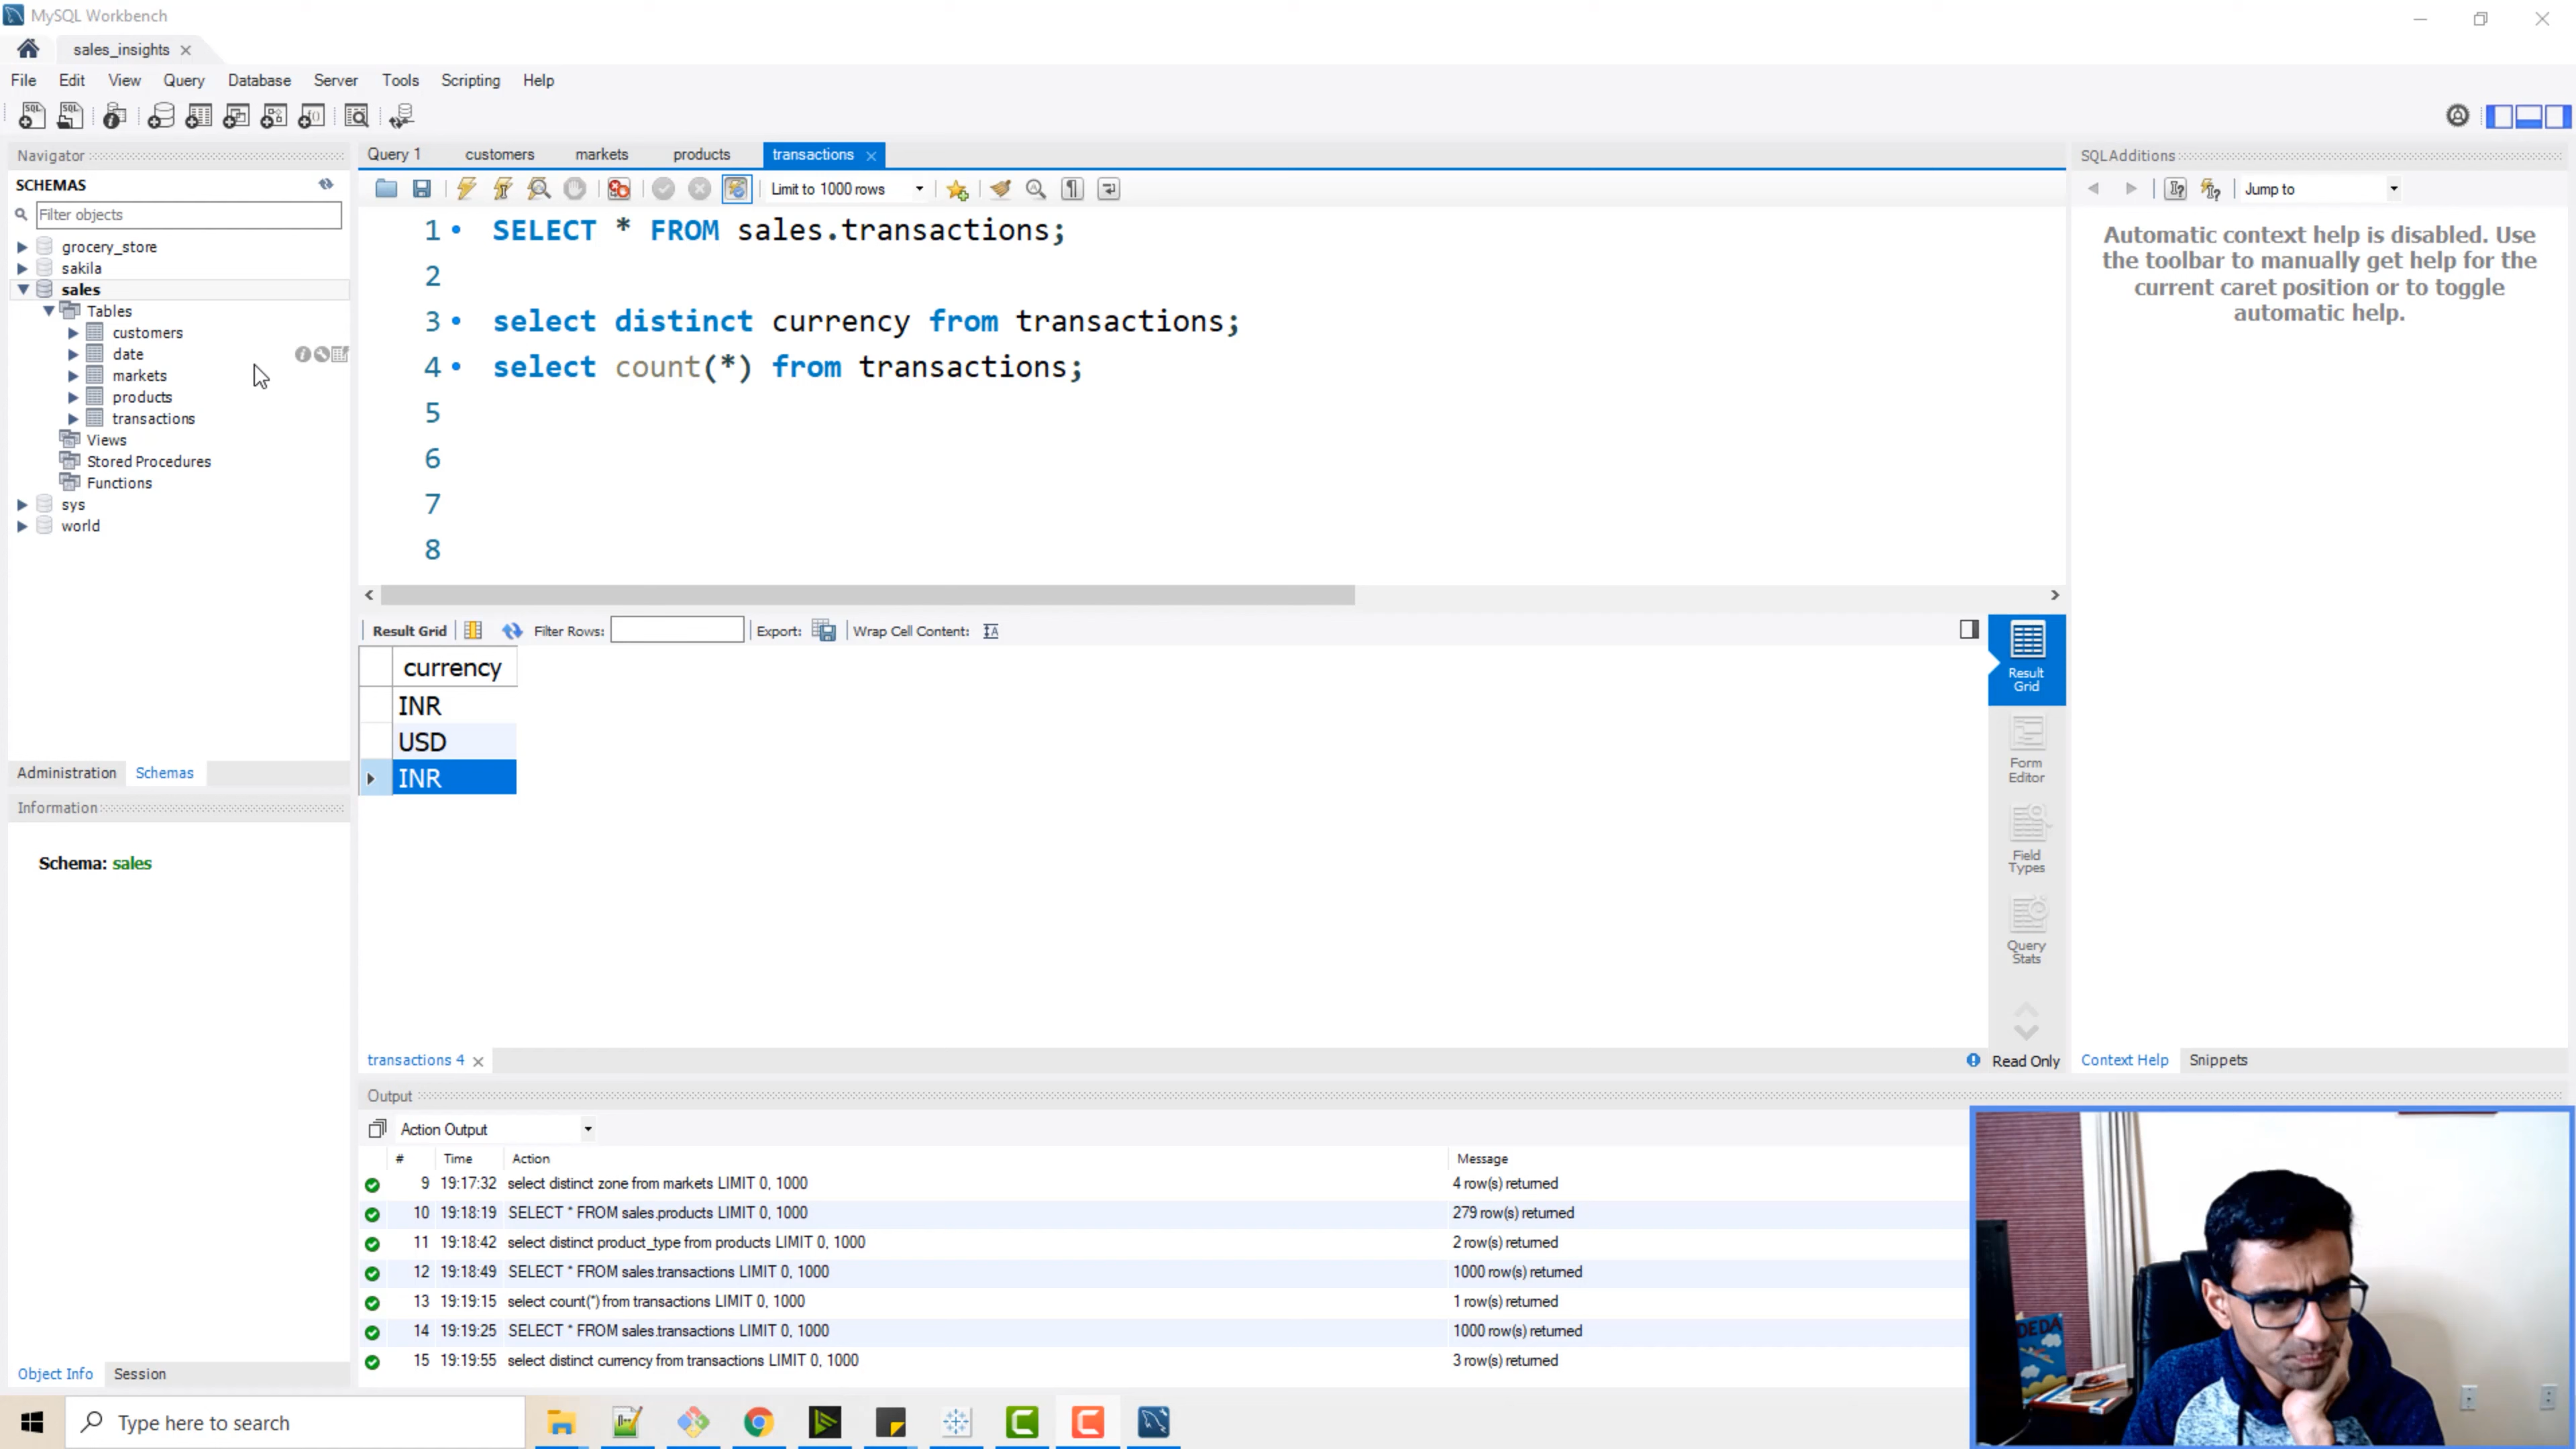 MySQL Workbench
sales_insights
File Edit View Query Database Server Tools Scripting Help
Navigator
SCHEMAS
Filter objects
grocery_store
sakila
sales
Tables
customers
date
markets
products
transactions
Views
Stored Procedures
Functions
sys
world
Administration Schemas
Information
Schema: sales
Object Info Session
Query 1 customers markets products transactions
Limit to 1000 rows
1 SELECT * FROM sales.transactions;
2
3 select distinct currency from transactions;
4 select count(*) from transactions;
5
6
7
8
Result Grid Filter Rows: Export: Wrap Cell Content:
currency
INR
USD
INR
Result
Grid
Form
Editor
Field
Types
Query
Stats
transactions 4
Read Only
SQLAdditions
Jump to
Automatic context help is disabled. Use
the toolbar to manually get help for the
current caret position or to toggle
automatic help.
Context Help Snippets
Output
Action Output
# Time Action Message
9 19:17:32 select distinct zone from markets LIMIT 0, 1000 4 row(s) returned
10 19:18:19 SELECT * FROM sales.products LIMIT 0, 1000 279 row(s) returned
11 19:18:42 select distinct product_type from products LIMIT 0, 1000 2 row(s) returned
12 19:18:49 SELECT * FROM sales.transactions LIMIT 0, 1000 1000 row(s) returned
13 19:19:15 select count(*) from transactions LIMIT 0, 1000 1 row(s) returned
14 19:19:25 SELECT * FROM sales.transactions LIMIT 0, 1000 1000 row(s) returned
15 19:19:55 select distinct currency from transactions LIMIT 0, 1000 3 row(s) returned
Type here to search